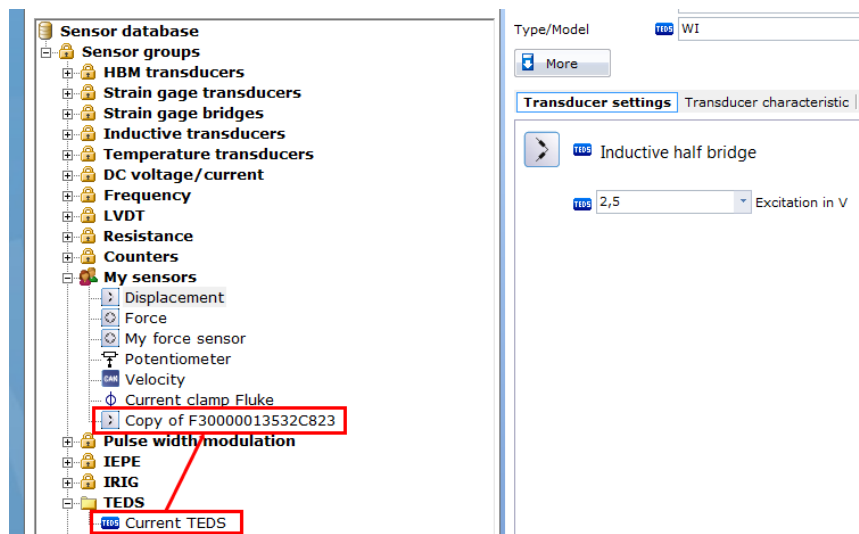 Sensor database
Sensor groups
HBM transducers
Strain gage transducers
Strain gage bridges
Inductive transducers
Temperature transducers
DC voltage/current
Frequency
LVDT
Resistance
Counters
My sensors
Displacement
Force
My force sensor
Potentiometer
CAN Velocity
Current clamp Fluke
Copy of F30000013532C823
Pulse width modulation
IEPE
IRIG
TEDS
TEDS Current TEDS
Type/Model TEDS WI
More
Transducer settings Transducer characteristic
TEDS Inductive half bridge
TEDS 2,5 Excitation in V